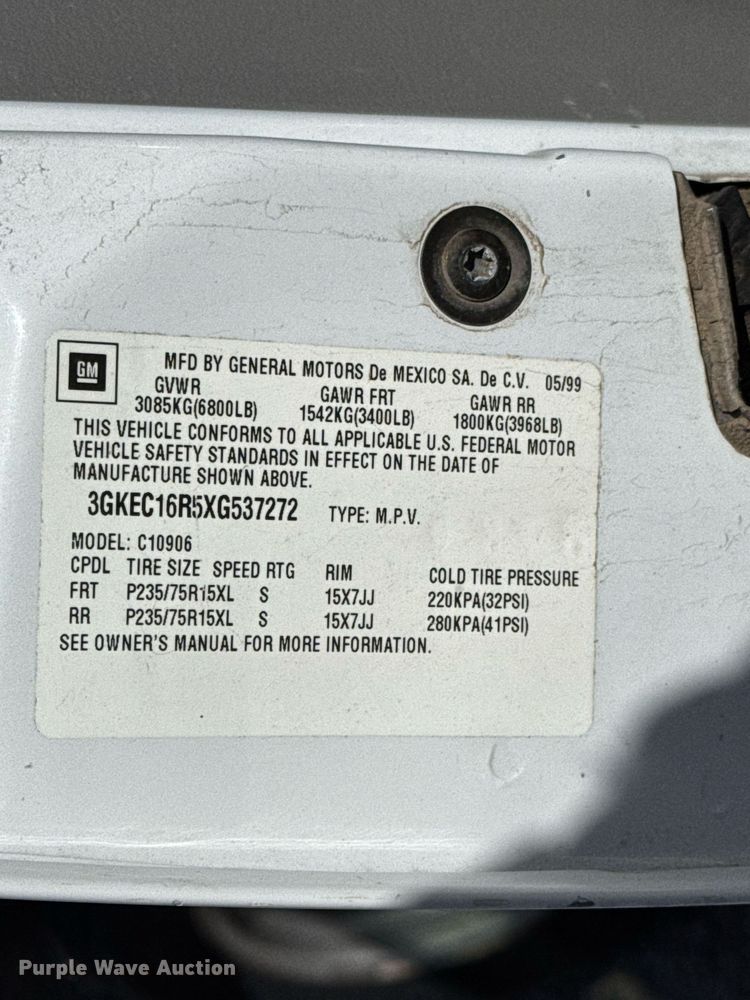 GM
MFD BY GENERAL MOTORS De MEXICO SA. De C.V. 05/99
GVWR GAWR FRT GAWR RR
3085KG(6800LB) 1542KG(3400LB) 1800KG(3968LB)
THIS VEHICLE CONFORMS TO ALL APPLICABLE U.S. FEDERAL MOTOR
VEHICLE SAFETY STANDARDS IN EFFECT ON THE DATE OF
MANUFACTURE SHOWN ABOVE.
3GKEC16R5XG537272 TYPE: M.P.V.
MODEL: C10906
CPDL TIRE SIZE SPEED RTG RIM COLD TIRE PRESSURE
FRT P235/75R15XL S 15X7JJ 220KPA(32PSI)
RR P235/75R15XL S 15X7JJ 280KPA(41PSI)
SEE OWNER'S MANUAL FOR MORE INFORMATION.
Purple Wave Auction